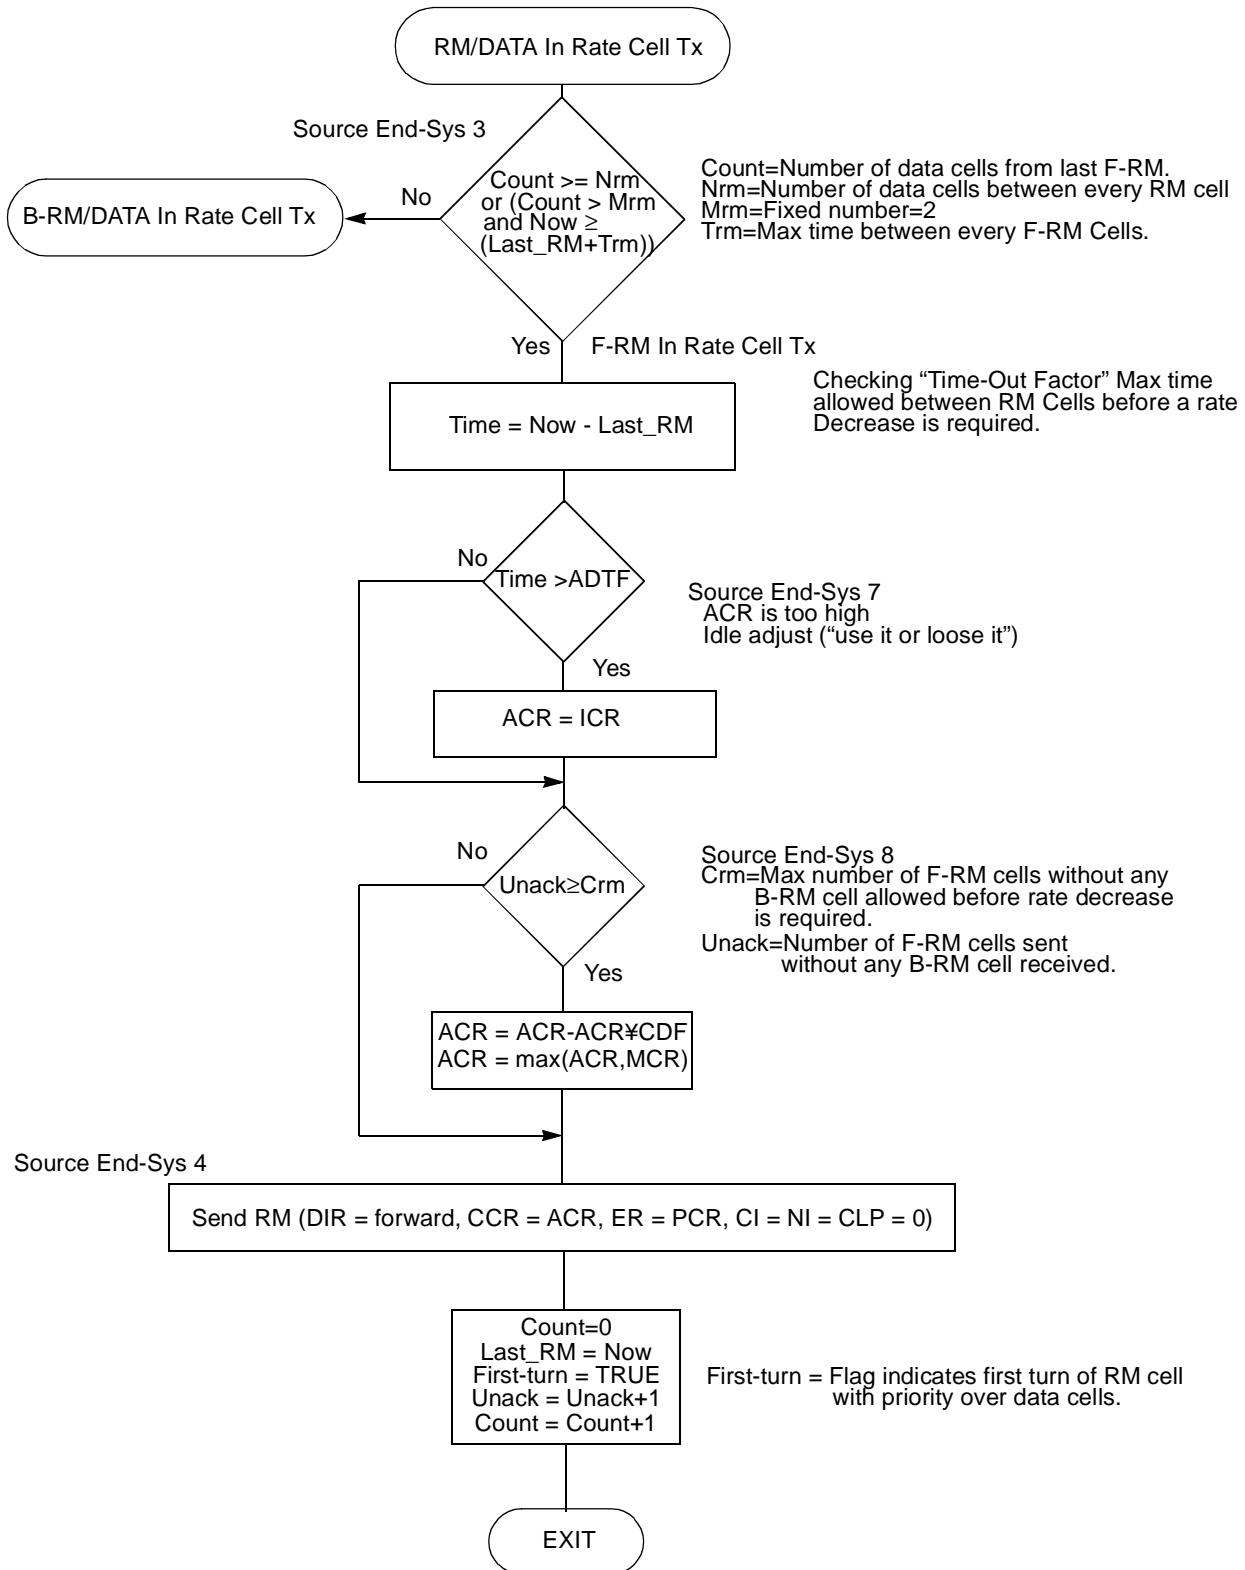 RM/DATA In Rate Cell Tx
Source End-Sys 3
Count >= Nrm
or (Count > Mrm
and Now ≥
(Last_RM+Trm))
No
B-RM/DATA In Rate Cell Tx
Count=Number of data cells from last F-RM.
Nrm=Number of data cells between every RM cell
Mrm=Fixed number=2
Trm=Max time between every F-RM Cells.
Yes
F-RM In Rate Cell Tx
Time = Now - Last_RM
Checking “Time-Out Factor” Max time
allowed between RM Cells before a rate
Decrease is required.
No
Time >ADTF
Source End-Sys 7
ACR is too high
Idle adjust (“use it or loose it”)
Yes
ACR = ICR
No
Unack≥Crm
Source End-Sys 8
Crm=Max number of F-RM cells without any
B-RM cell allowed before rate decrease
is required.
Unack=Number of F-RM cells sent
without any B-RM cell received.
Yes
ACR = ACR-ACR¥CDF
ACR = max(ACR,MCR)
Source End-Sys 4
Send RM (DIR = forward, CCR = ACR, ER = PCR, CI = NI = CLP = 0)
Count=0
Last_RM = Now
First-turn = TRUE
Unack = Unack+1
Count = Count+1
First-turn = Flag indicates first turn of RM cell
with priority over data cells.
EXIT